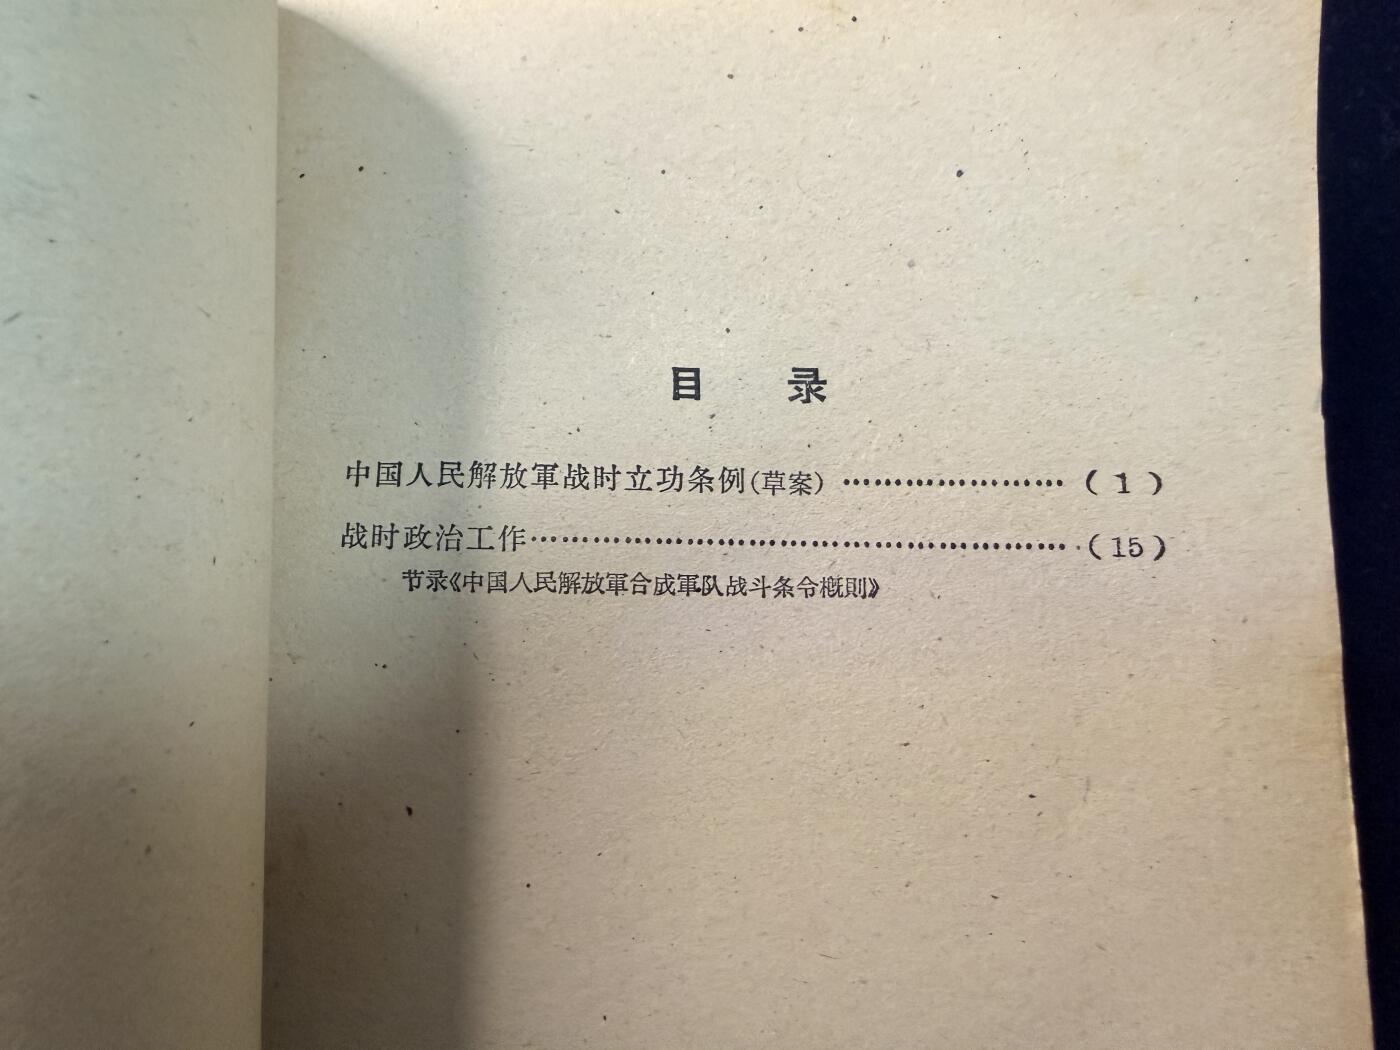 目　录
中国人民解放軍战时立功条例(草案)……………………( 1 )
战时政治工作………………………………………………(15)
节录《中国人民解放軍合成軍队战斗条令概則》